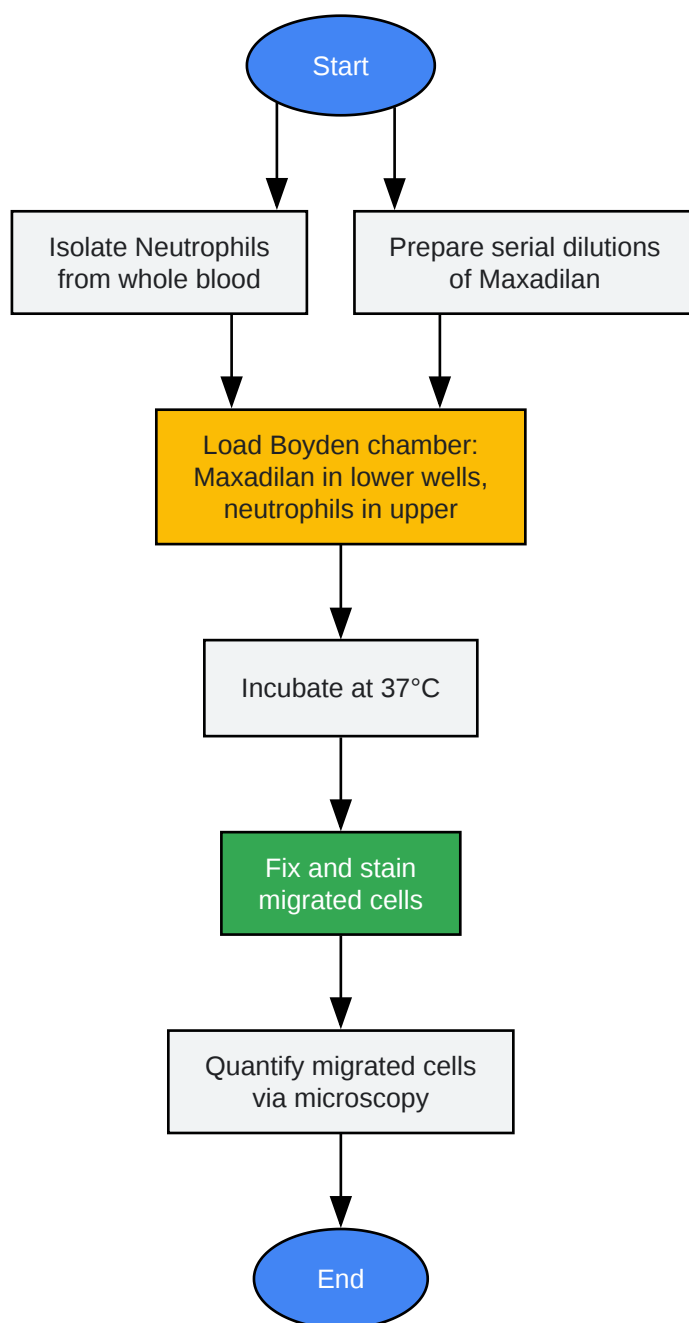 Start
Isolate Neutrophils
from whole blood
Prepare serial dilutions
of Maxadilan
Load Boyden chamber:
Maxadilan in lower wells,
neutrophils in upper
Incubate at 37°C
Fix and stain
migrated cells
Quantify migrated cells
via microscopy
End